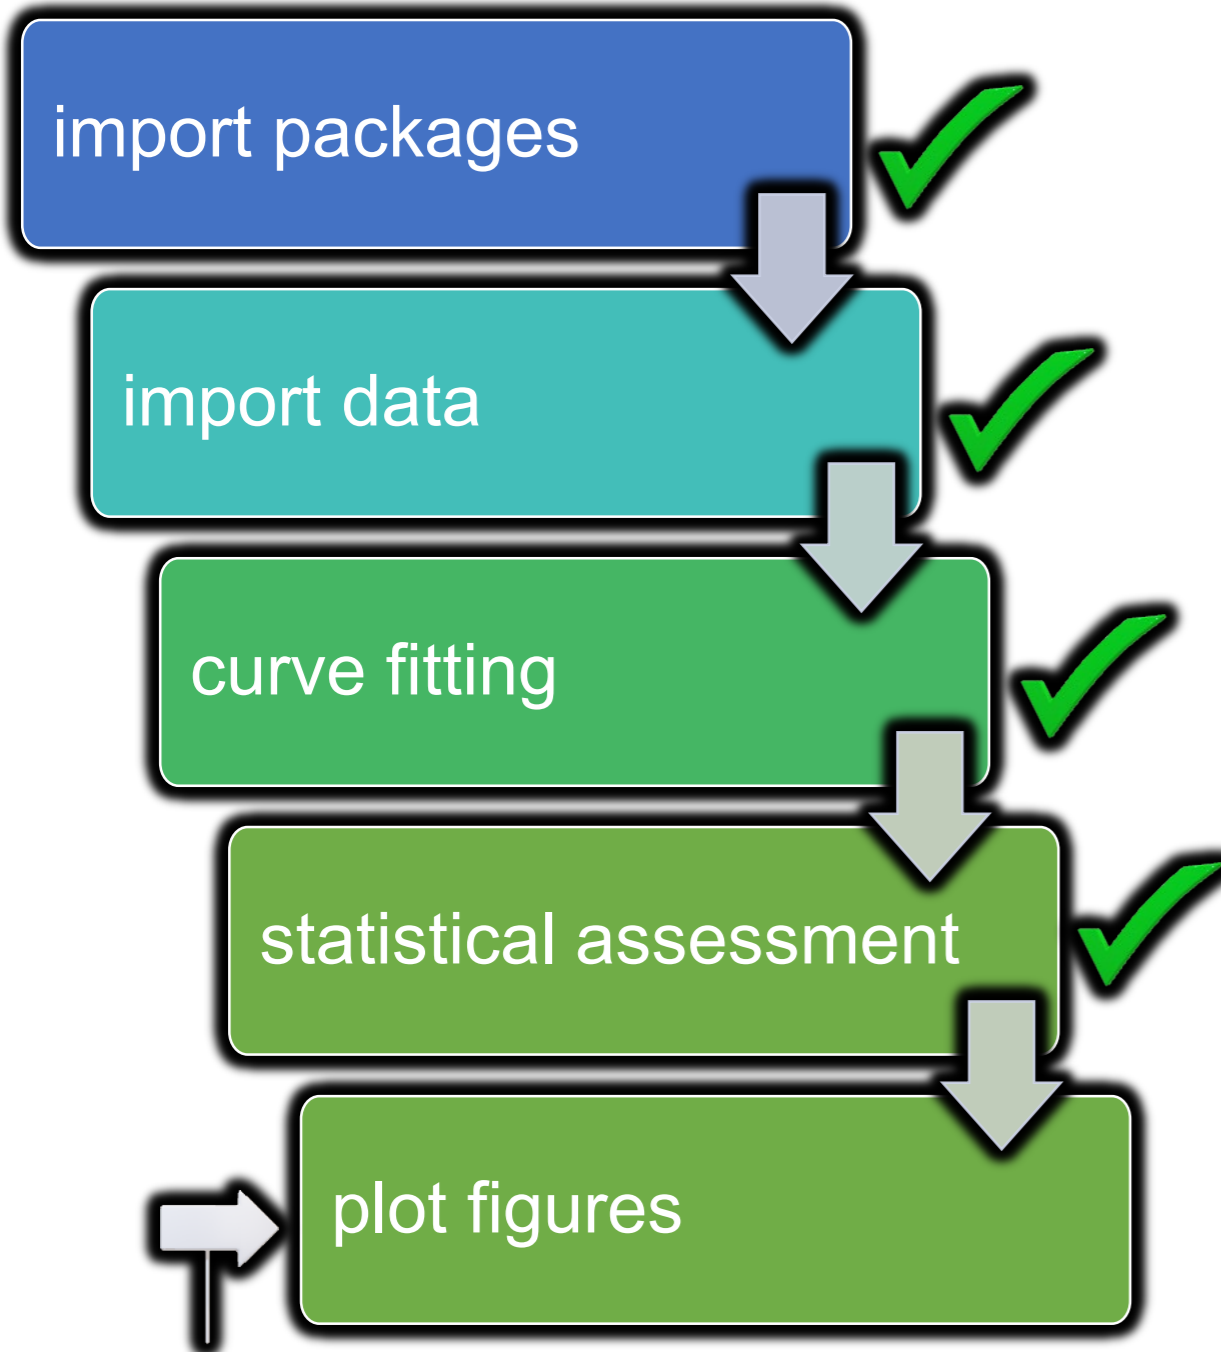 import packages
import data
curve fitting
statistical assessment
plot figures